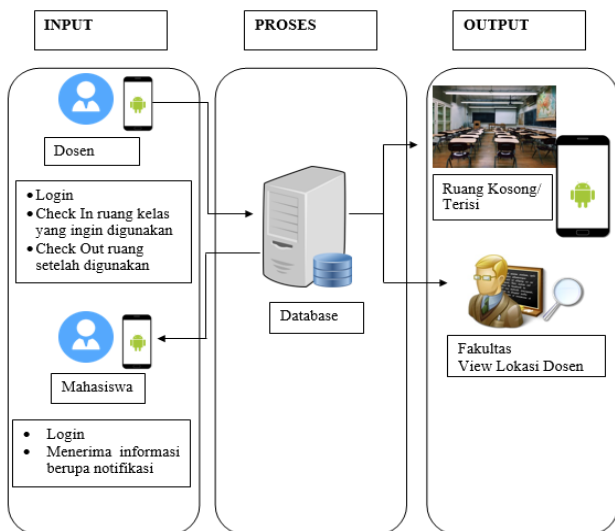 INPUT
PROSES
OUTPUT
Dosen
• Login
• Check In ruang kelas
yang ingin digunakan
• Check Out ruang
setelah digunakan
Mahasiswa
• Login
• Menerima informasi
berupa notifikasi
Database
Ruang Kosong/
Terisi
Fakultas
View Lokasi Dosen